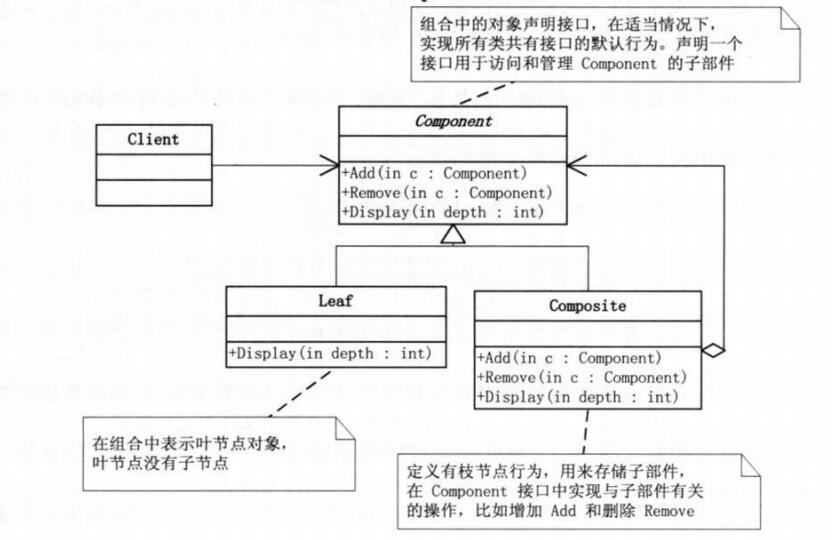 组合中的对象声明接口，在适当情况下，
实现所有类共有接口的默认行为。声明一个
接口用于访问和管理 Component 的子部件
Component
Client
+Add(in c : Component)
+Remove(in c : Component)
+Display(in depth : int)
Leaf
+Display(in depth : int)
Composite
+Add(in c : Component)
+Remove(in c : Component)
+Display(in depth : int)
在组合中表示叶节点对象，
叶节点没有子节点
定义有枝节点行为，用来存储子部件，
在 Component 接口中实现与子部件有关
的操作，比如增加 Add 和删除 Remove